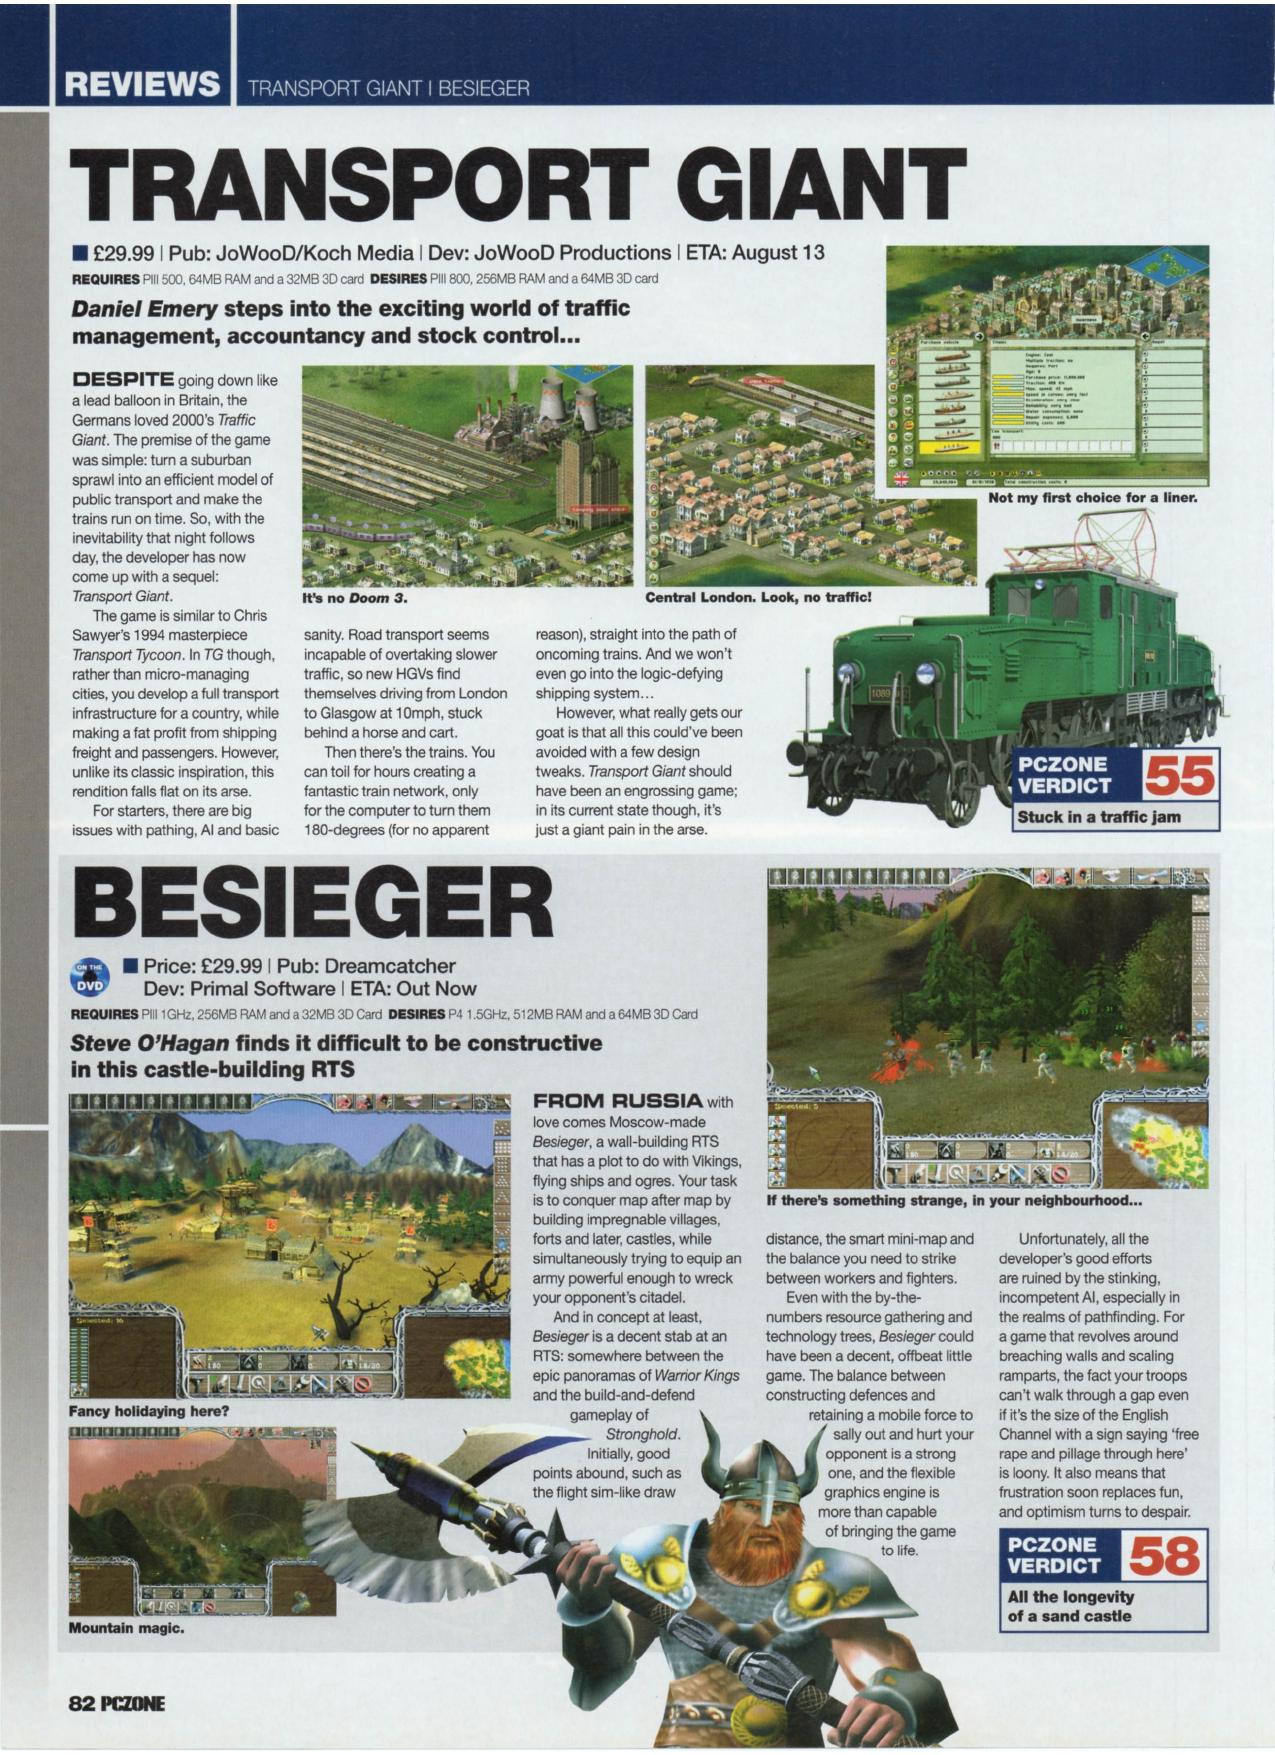 REVIEWS
TRANSPORT GIANT | BESIEGER
TRANSPORT GIANT
£29.99 | Pub: JoWooD/Koch Media | Dev: JoWooD Productions | ETA: August 13
REQUIRES PIII 500, 64MB RAM and a 32MB 3D card DESIRES PIII 800, 256MB RAM and a 64MB 3D card
Daniel Emery steps into the exciting world of traffic
management, accountancy and stock control...
DESPITE going down like
a lead balloon in Britain, the
Germans loved 2000's Traffic
Giant. The premise of the game
was simple: turn a suburban
sprawl into an efficient model of
public transport and make the
trains run on time. So, with the
inevitability that night follows
day, the developer has now
come up with a sequel:
Transport Giant.
The game is similar to Chris
Sawyer's 1994 masterpiece
Transport Tycoon. In TG though,
rather than micro-managing
cities, you develop a full transport
infrastructure for a country, while
making a fat profit from shipping
freight and passengers. However,
unlike its classic inspiration, this
rendition falls flat on its arse.
For starters, there are big
issues with pathing, AI and basic
It's no Doom 3.
sanity. Road transport seems
incapable of overtaking slower
traffic, so new HGVs find
themselves driving from London
to Glasgow at 10mph, stuck
behind a horse and cart.
Then there's the trains. You
can toil for hours creating a
fantastic train network, only
for the computer to turn them
180-degrees (for no apparent
Central London. Look, no traffic!
reason), straight into the path of
oncoming trains. And we won't
even go into the logic-defying
shipping system...
However, what really gets our
goat is that all this could've been
avoided with a few design
tweaks. Transport Giant should
have been an engrossing game;
in its current state though, it's
just a giant pain in the arse.
Purchase vehicle
Not my first choice for a liner.
1089
PCZONE
VERDICT
55
Stuck in a traffic jam
BESIEGER
ON THE
DVD
Price: £29.99 | Pub: Dreamcatcher
Dev: Primal Software | ETA: Out Now
REQUIRES PIII 1GHz, 256MB RAM and a 32MB 3D Card DESIRES P4 1.5GHz, 512MB RAM and a 64MB 3D Card
Steve O'Hagan finds it difficult to be constructive
in this castle-building RTS
Selected: 16
Fancy holidaying here?
Mountain magic.
FROM RUSSIA with
love comes Moscow-made
Besieger, a wall-building RTS
that has a plot to do with Vikings,
flying ships and ogres. Your task
is to conquer map after map by
building impregnable villages,
forts and later, castles, while
simultaneously trying to equip an
army powerful enough to wreck
your opponent's citadel.
And in concept at least,
Besieger is a decent stab at an
RTS: somewhere between the
epic panoramas of Warrior Kings
and the build-and-defend
gameplay of
Stronghold.
Initially, good
points abound, such as
the flight sim-like draw
Selected: 5
If there's something strange, in your neighbourhood...
distance, the smart mini-map and
the balance you need to strike
between workers and fighters.
Even with the by-the-
numbers resource gathering and
technology trees, Besieger could
have been a decent, offbeat little
game. The balance between
constructing defences and
retaining a mobile force to
sally out and hurt your
opponent is a strong
one, and the flexible
graphics engine is
more than capable
of bringing the game
to life.
Unfortunately, all the
developer's good efforts
are ruined by the stinking,
incompetent AI, especially in
the realms of pathfinding. For
a game that revolves around
breaching walls and scaling
ramparts, the fact your troops
can't walk through a gap even
if it's the size of the English
Channel with a sign saying 'free
rape and pillage through here'
is loony. It also means that
frustration soon replaces fun,
and optimism turns to despair.
PCZONE
VERDICT
58
All the longevity
of a sand castle
82 PCZONE